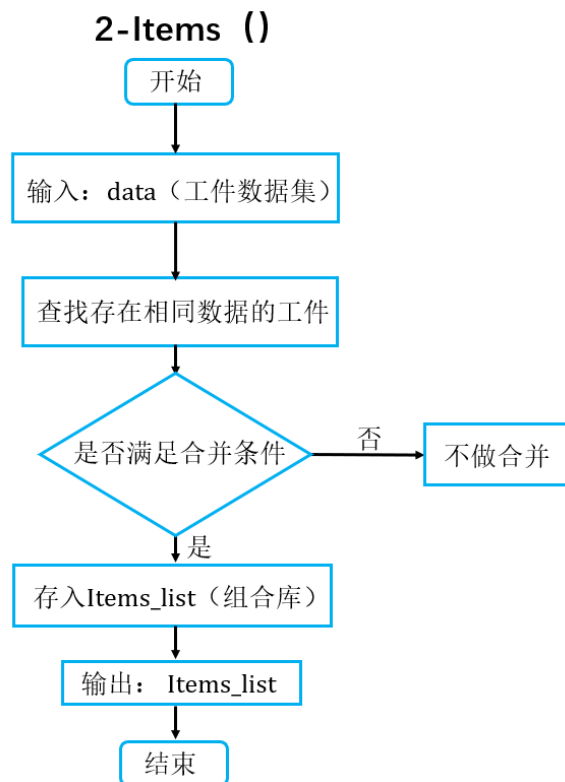 2-Items（）
开始
输入：data（工件数据集）
查找存在相同数据的工件
是否满足合并条件
否
不做合并
是
存入Items_list（组合库）
输出： Items_list
结束